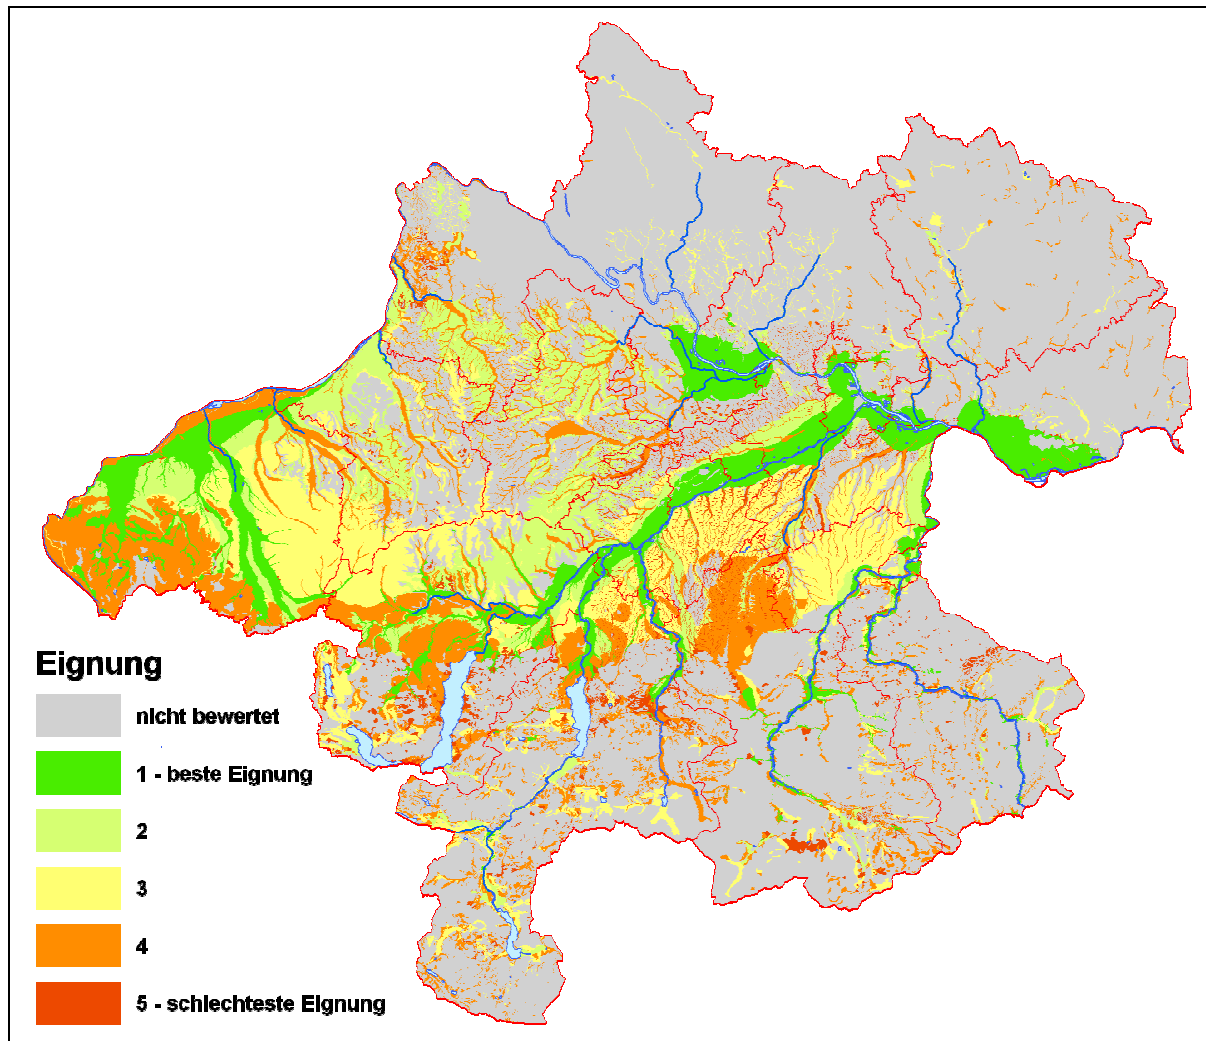 Eignung
nicht bewertet
1 - beste Eignung
2
3
4
5 - schlechteste EIgnung